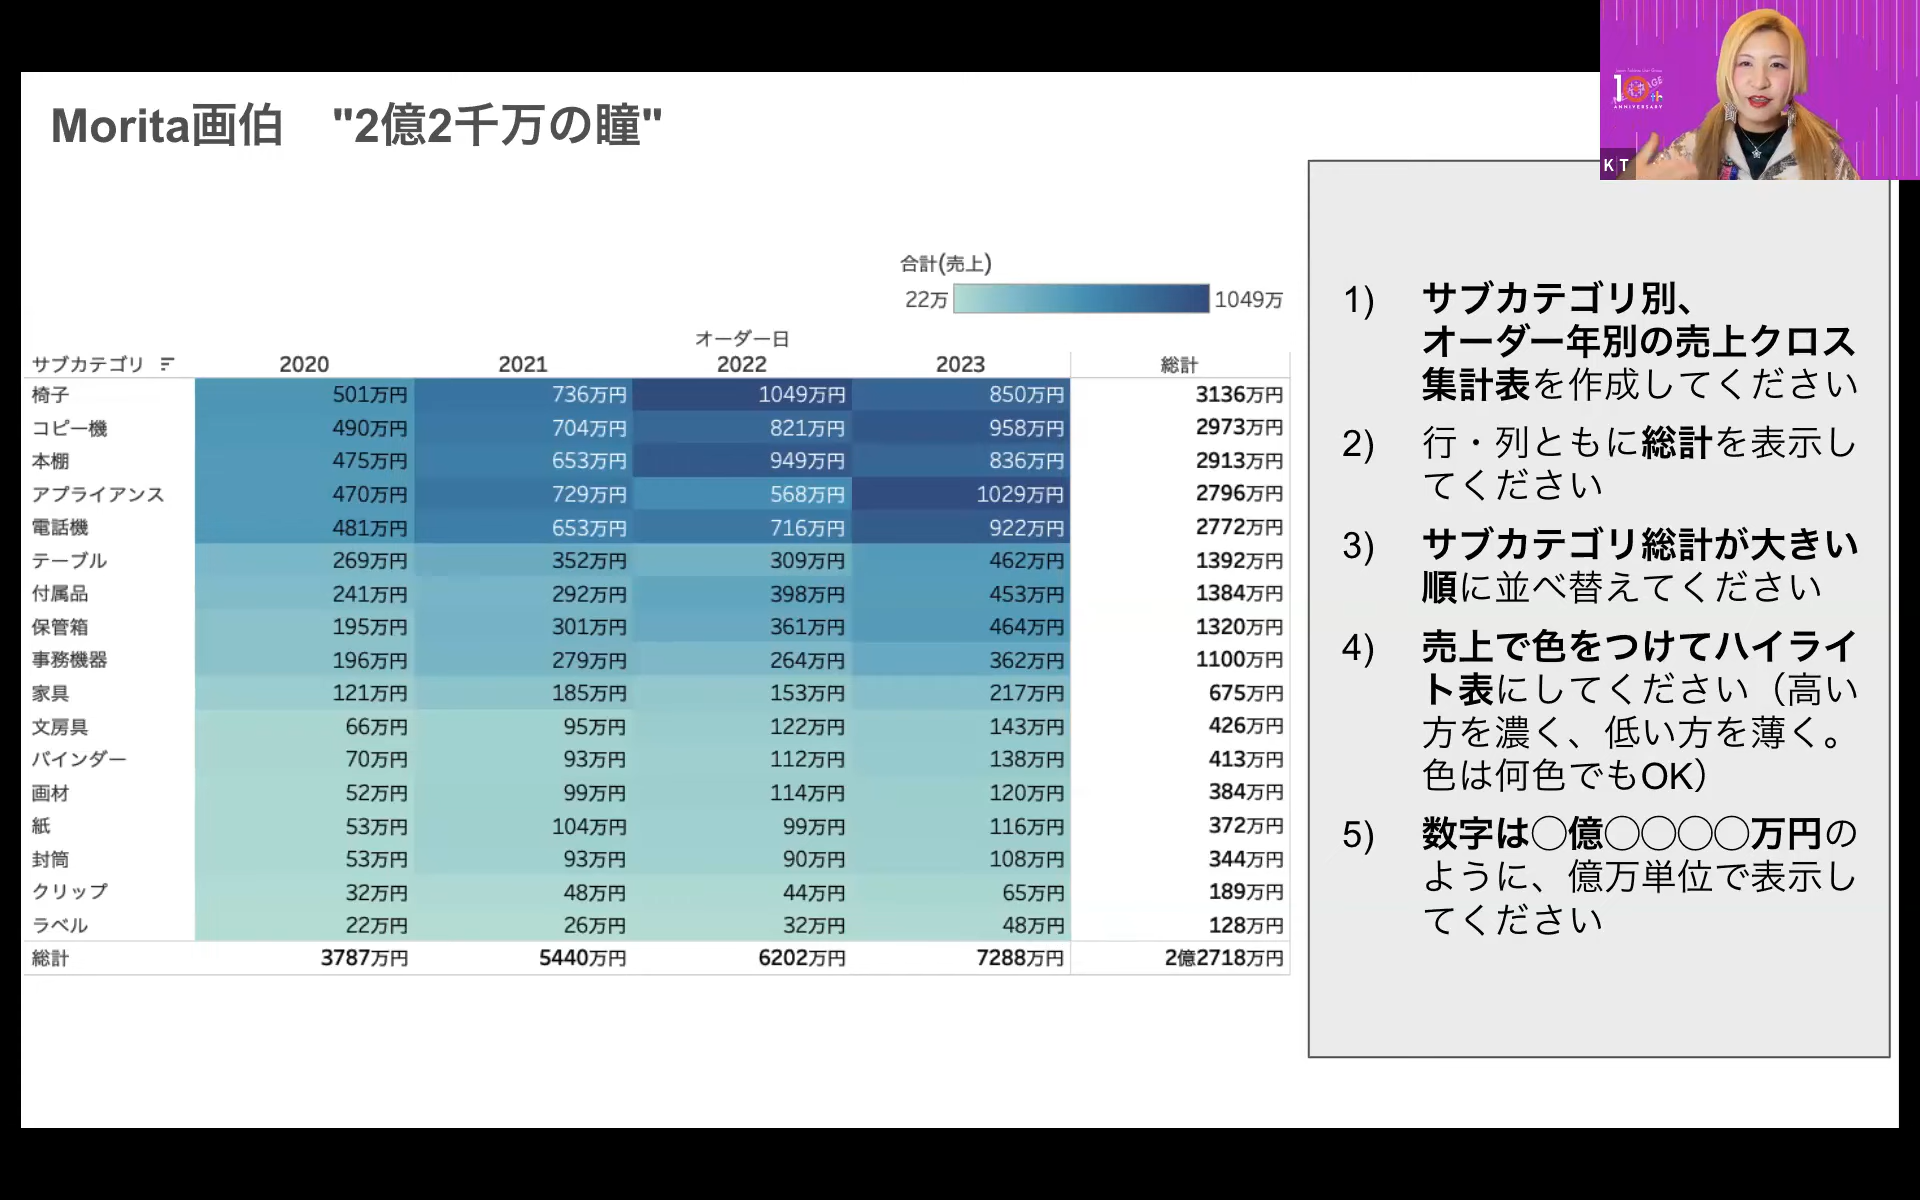 Morita画伯　"2億2千万の瞳"
合計(売上)
22万 1049万
オーダー日
サブカテゴリ 2020 2021 2022 2023 総計
椅子 501万円 736万円 1049万円 850万円 3136万円
コピー機 490万円 704万円 821万円 958万円 2973万円
本棚 475万円 653万円 949万円 836万円 2913万円
アプライアンス 470万円 729万円 568万円 1029万円 2796万円
電話機 481万円 653万円 716万円 922万円 2772万円
テーブル 269万円 352万円 309万円 462万円 1392万円
付属品 241万円 292万円 398万円 453万円 1384万円
保管箱 195万円 301万円 361万円 464万円 1320万円
事務機器 196万円 279万円 264万円 362万円 1100万円
家具 121万円 185万円 153万円 217万円 675万円
文房具 66万円 95万円 122万円 143万円 426万円
バインダー 70万円 93万円 112万円 138万円 413万円
画材 52万円 99万円 114万円 120万円 384万円
紙 53万円 104万円 99万円 116万円 372万円
封筒 53万円 93万円 90万円 108万円 344万円
クリップ 32万円 48万円 44万円 65万円 189万円
ラベル 22万円 26万円 32万円 48万円 128万円
総計 3787万円 5440万円 6202万円 7288万円 2億2718万円
1) サブカテゴリ別、
オーダー年別の売上クロス
集計表を作成してください
2) 行・列ともに総計を表示し
てください
3) サブカテゴリ総計が大きい
順に並べ替えてください
4) 売上で色をつけてハイライ
ト表にしてください（高い
方を濃く、低い方を薄く。
色は何色でもOK）
5) 数字は◯億◯◯◯◯万円の
ように、億万単位で表示し
てください
10th
ANNIVERSARY
K T